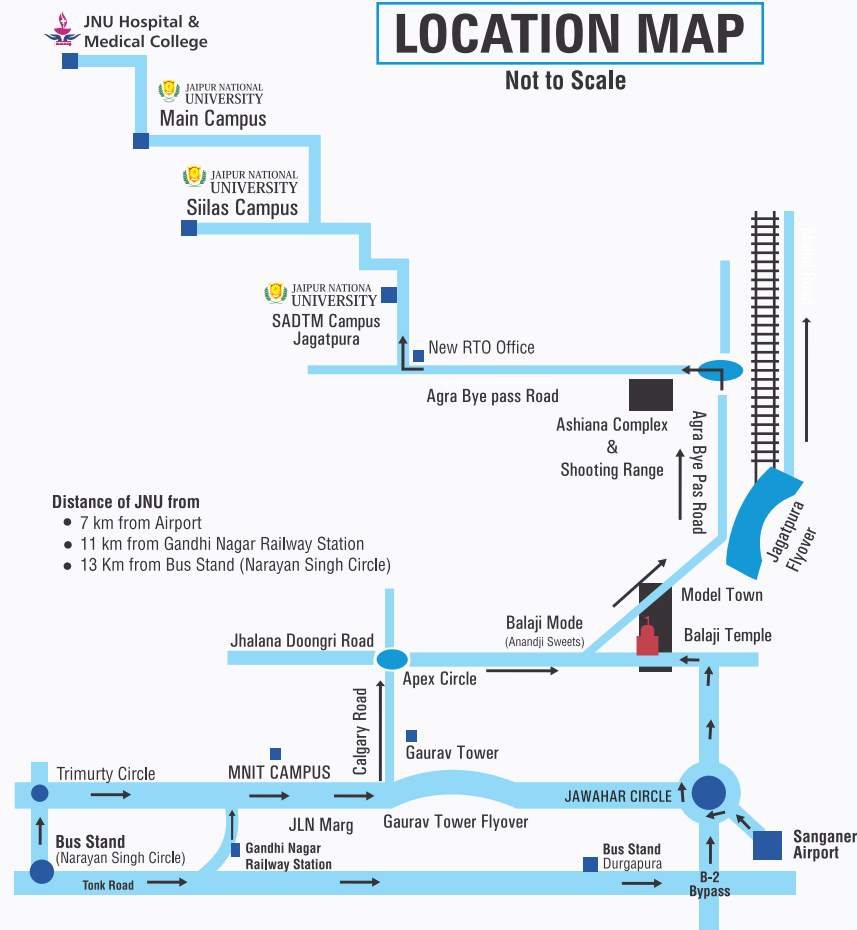 JNU Hospital &
Medical College
LOCATION MAP
Not to Scale
JAIPUR NATIONAL
UNIVERSITY
Main Campus
JAIPUR NATIONAL
UNIVERSITY
Siilas Campus
JAIPUR NATIONA
UNIVERSITY
SADTM Campus
Jagatpura
New RTO Office
Agra Bye pass Road
Ashiana Complex
&
Shooting Range
Agra Bye Pas Road
Jagatpura
Flyover
Distance of JNU from
● 7 km from Airport
● 11 km from Gandhi Nagar Railway Station
● 13 Km from Bus Stand (Narayan Singh Circle)
Model Town
Balaji Mode
(Anandji Sweets)
Balaji Temple
Jhalana Doongri Road
Apex Circle
Calgary Road
Gaurav Tower
Trimurty Circle
MNIT CAMPUS
JAWAHAR CIRCLE
JLN Marg
Gaurav Tower Flyover
Bus Stand
(Narayan Singh Circle)
Gandhi Nagar
Railway Station
Bus Stand
Durgapura
Sanganer
Airport
Tonk Road
B-2
Bypass